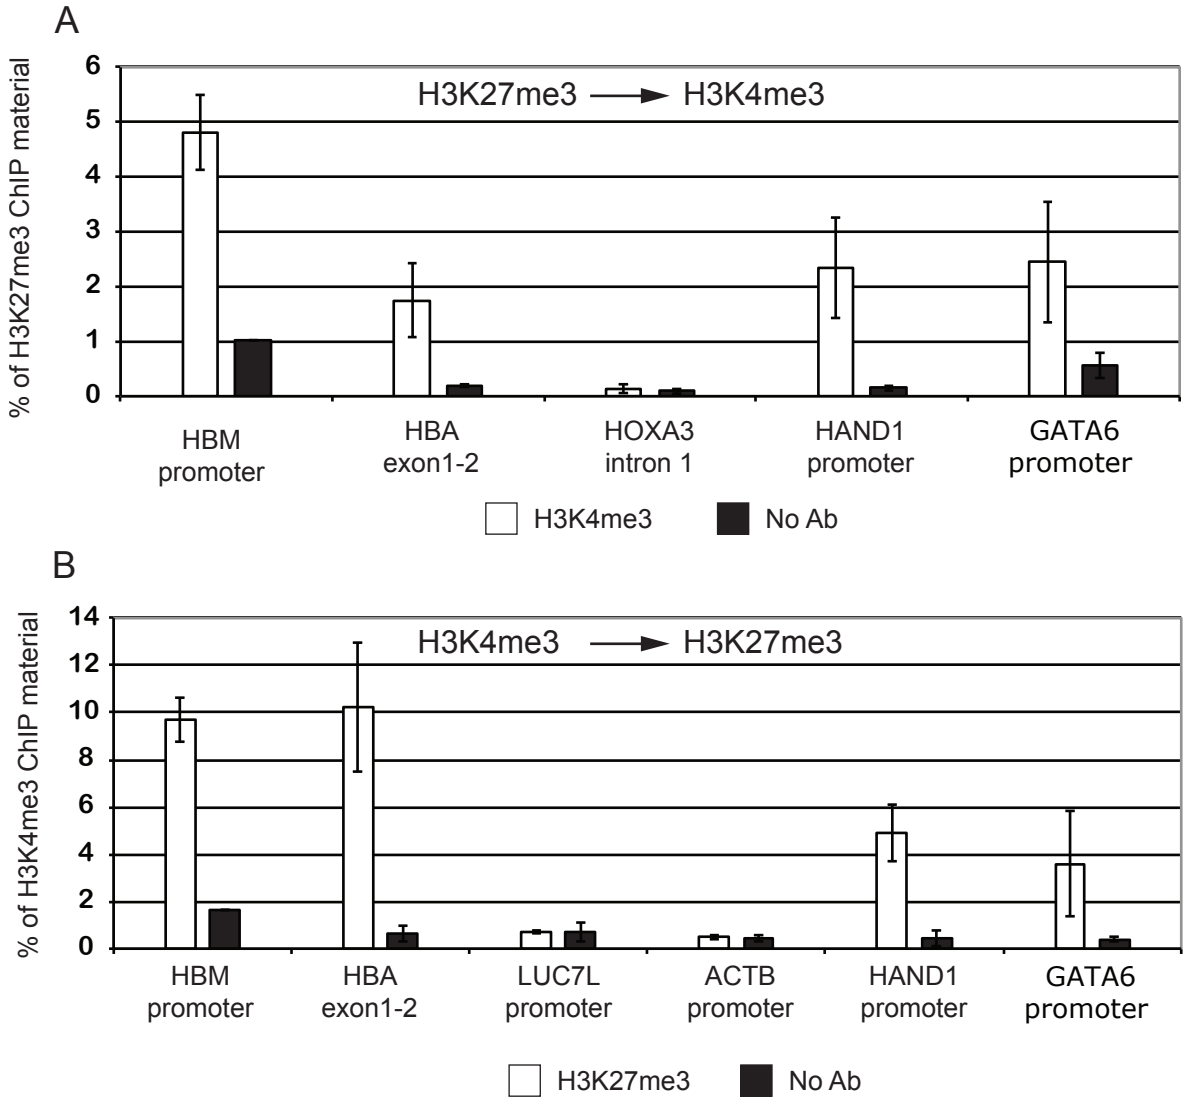 A
% of H3K27me3 ChIP material
6
5
4
3
2
1
0
H3K27me3 → H3K4me3
HBM promoter
HBA exon1-2
HOXA3 intron 1
HAND1 promoter
GATA6 promoter
H3K4me3
No Ab
B
% of H3K4me3 ChIP material
14
12
10
8
6
4
2
0
H3K4me3 → H3K27me3
HBM promoter
HBA exon1-2
LUC7L promoter
ACTB promoter
HAND1 promoter
GATA6 promoter
H3K27me3
No Ab